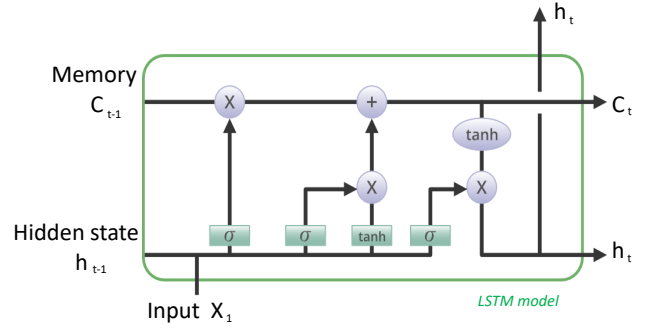 h t
Memory
C t-1
X
+
C t
tanh
X
X
Hidden state
h t-1
σ
σ
tanh
σ
h t
Input X 1
LSTM model